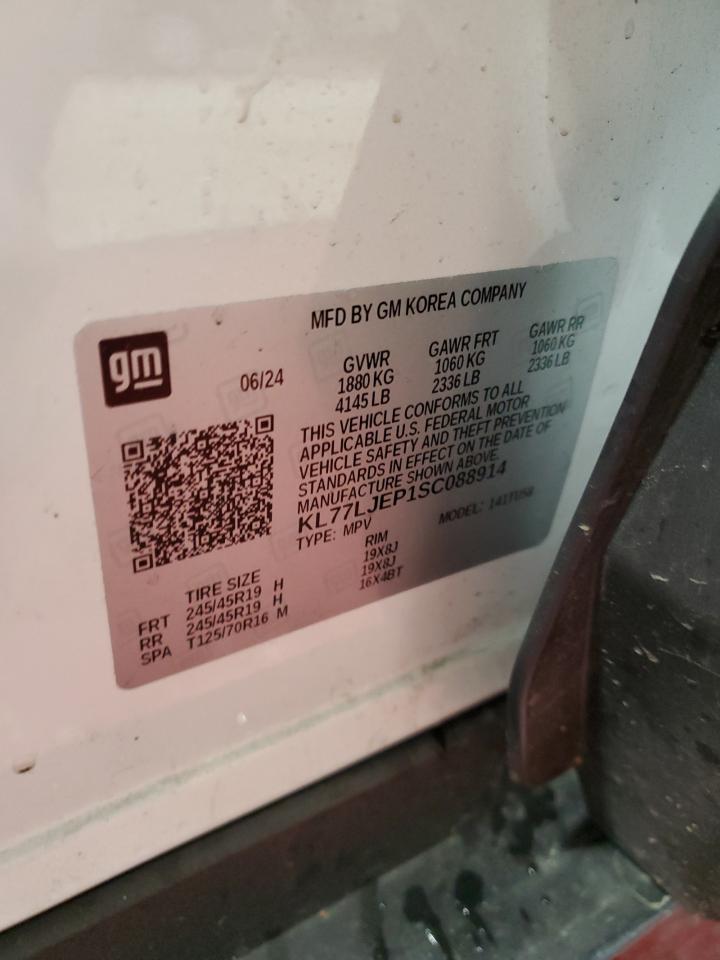 MFD BY GM KOREA COMPANY
gm
06/24
GVWR
1880 KG
4145 LB
GAWR FRT
1060 KG
2336 LB
GAWR RR
1060 KG
2336 LB
THIS VEHICLE CONFORMS TO ALL
APPLICABLE U.S. FEDERAL MOTOR
VEHICLE SAFETY AND THEFT PREVENTION
STANDARDS IN EFFECT ON THE DATE OF
MANUFACTURE SHOWN ABOVE.
KL77LJEP1SC088914
TYPE: MPV MODEL:
TIRE SIZE RIM
FRT 245/45R19 H 19X8J
RR 245/45R19 H 19X8J
SPA T125/70R16 M 16X4BT